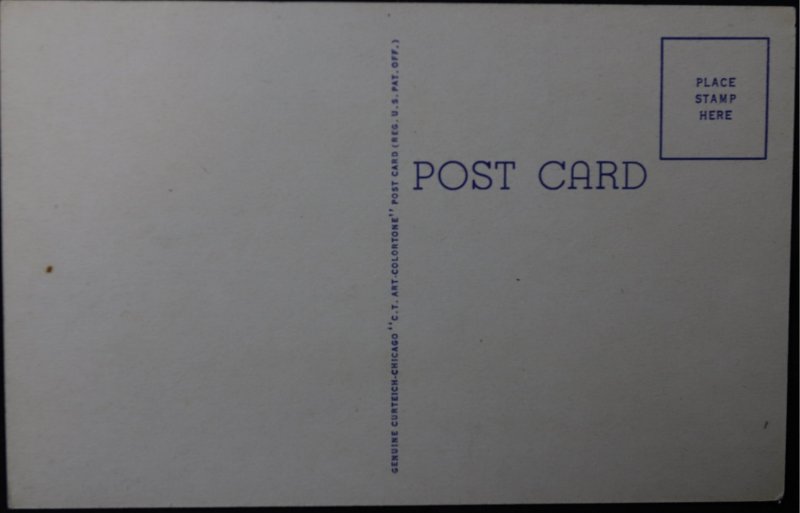 GENUINE CURTEICH-CHICAGO "C.T. ART-COLORTONE" POST CARD (REG. U.S. PAT. OFF.)
POST CARD
PLACE
STAMP
HERE